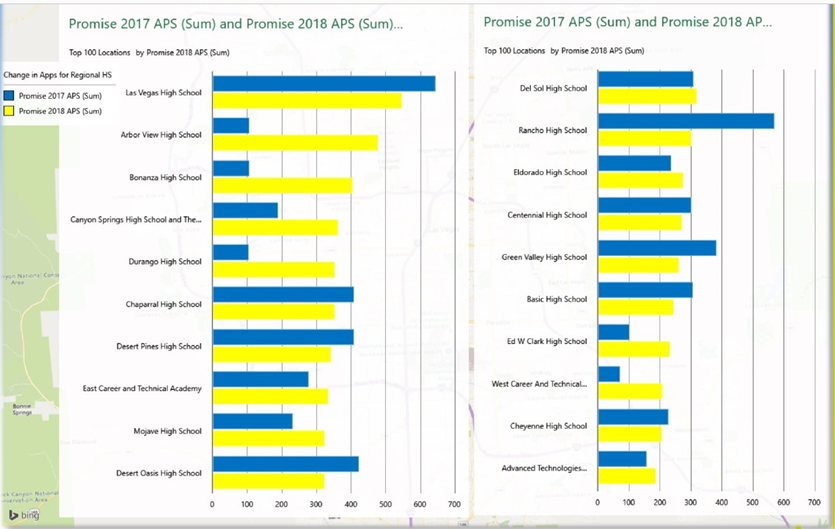 Promise 2017 APS (Sum) and Promise 2018 APS (Sum)...
Top 100 Locations by Promise 2018 APS (Sum)
Change in Apps for Regional HS
Promise 2017 APS (Sum)
Promise 2018 APS (Sum)
Las Vegas High School
Arbor View High School
Bonanza High School
Canyon Springs High School and The...
Durango High School
Chaparral High School
Desert Pines High School
East Career and Technical Academy
Mojave High School
Desert Oasis High School
0 100 200 300 400 500 600 700
Promise 2017 APS (Sum) and Promise 2018 AP...
Top 100 Locations by Promise 2018 APS (Sum)
Del Sol High School
Rancho High School
Eldorado High School
Centennial High School
Green Valley High School
Basic High School
Ed W Clark High School
West Career And Technical...
Cheyenne High School
Advanced Technologies...
0 100 200 300 400 500 600 700
Bonnie
Springs
bing